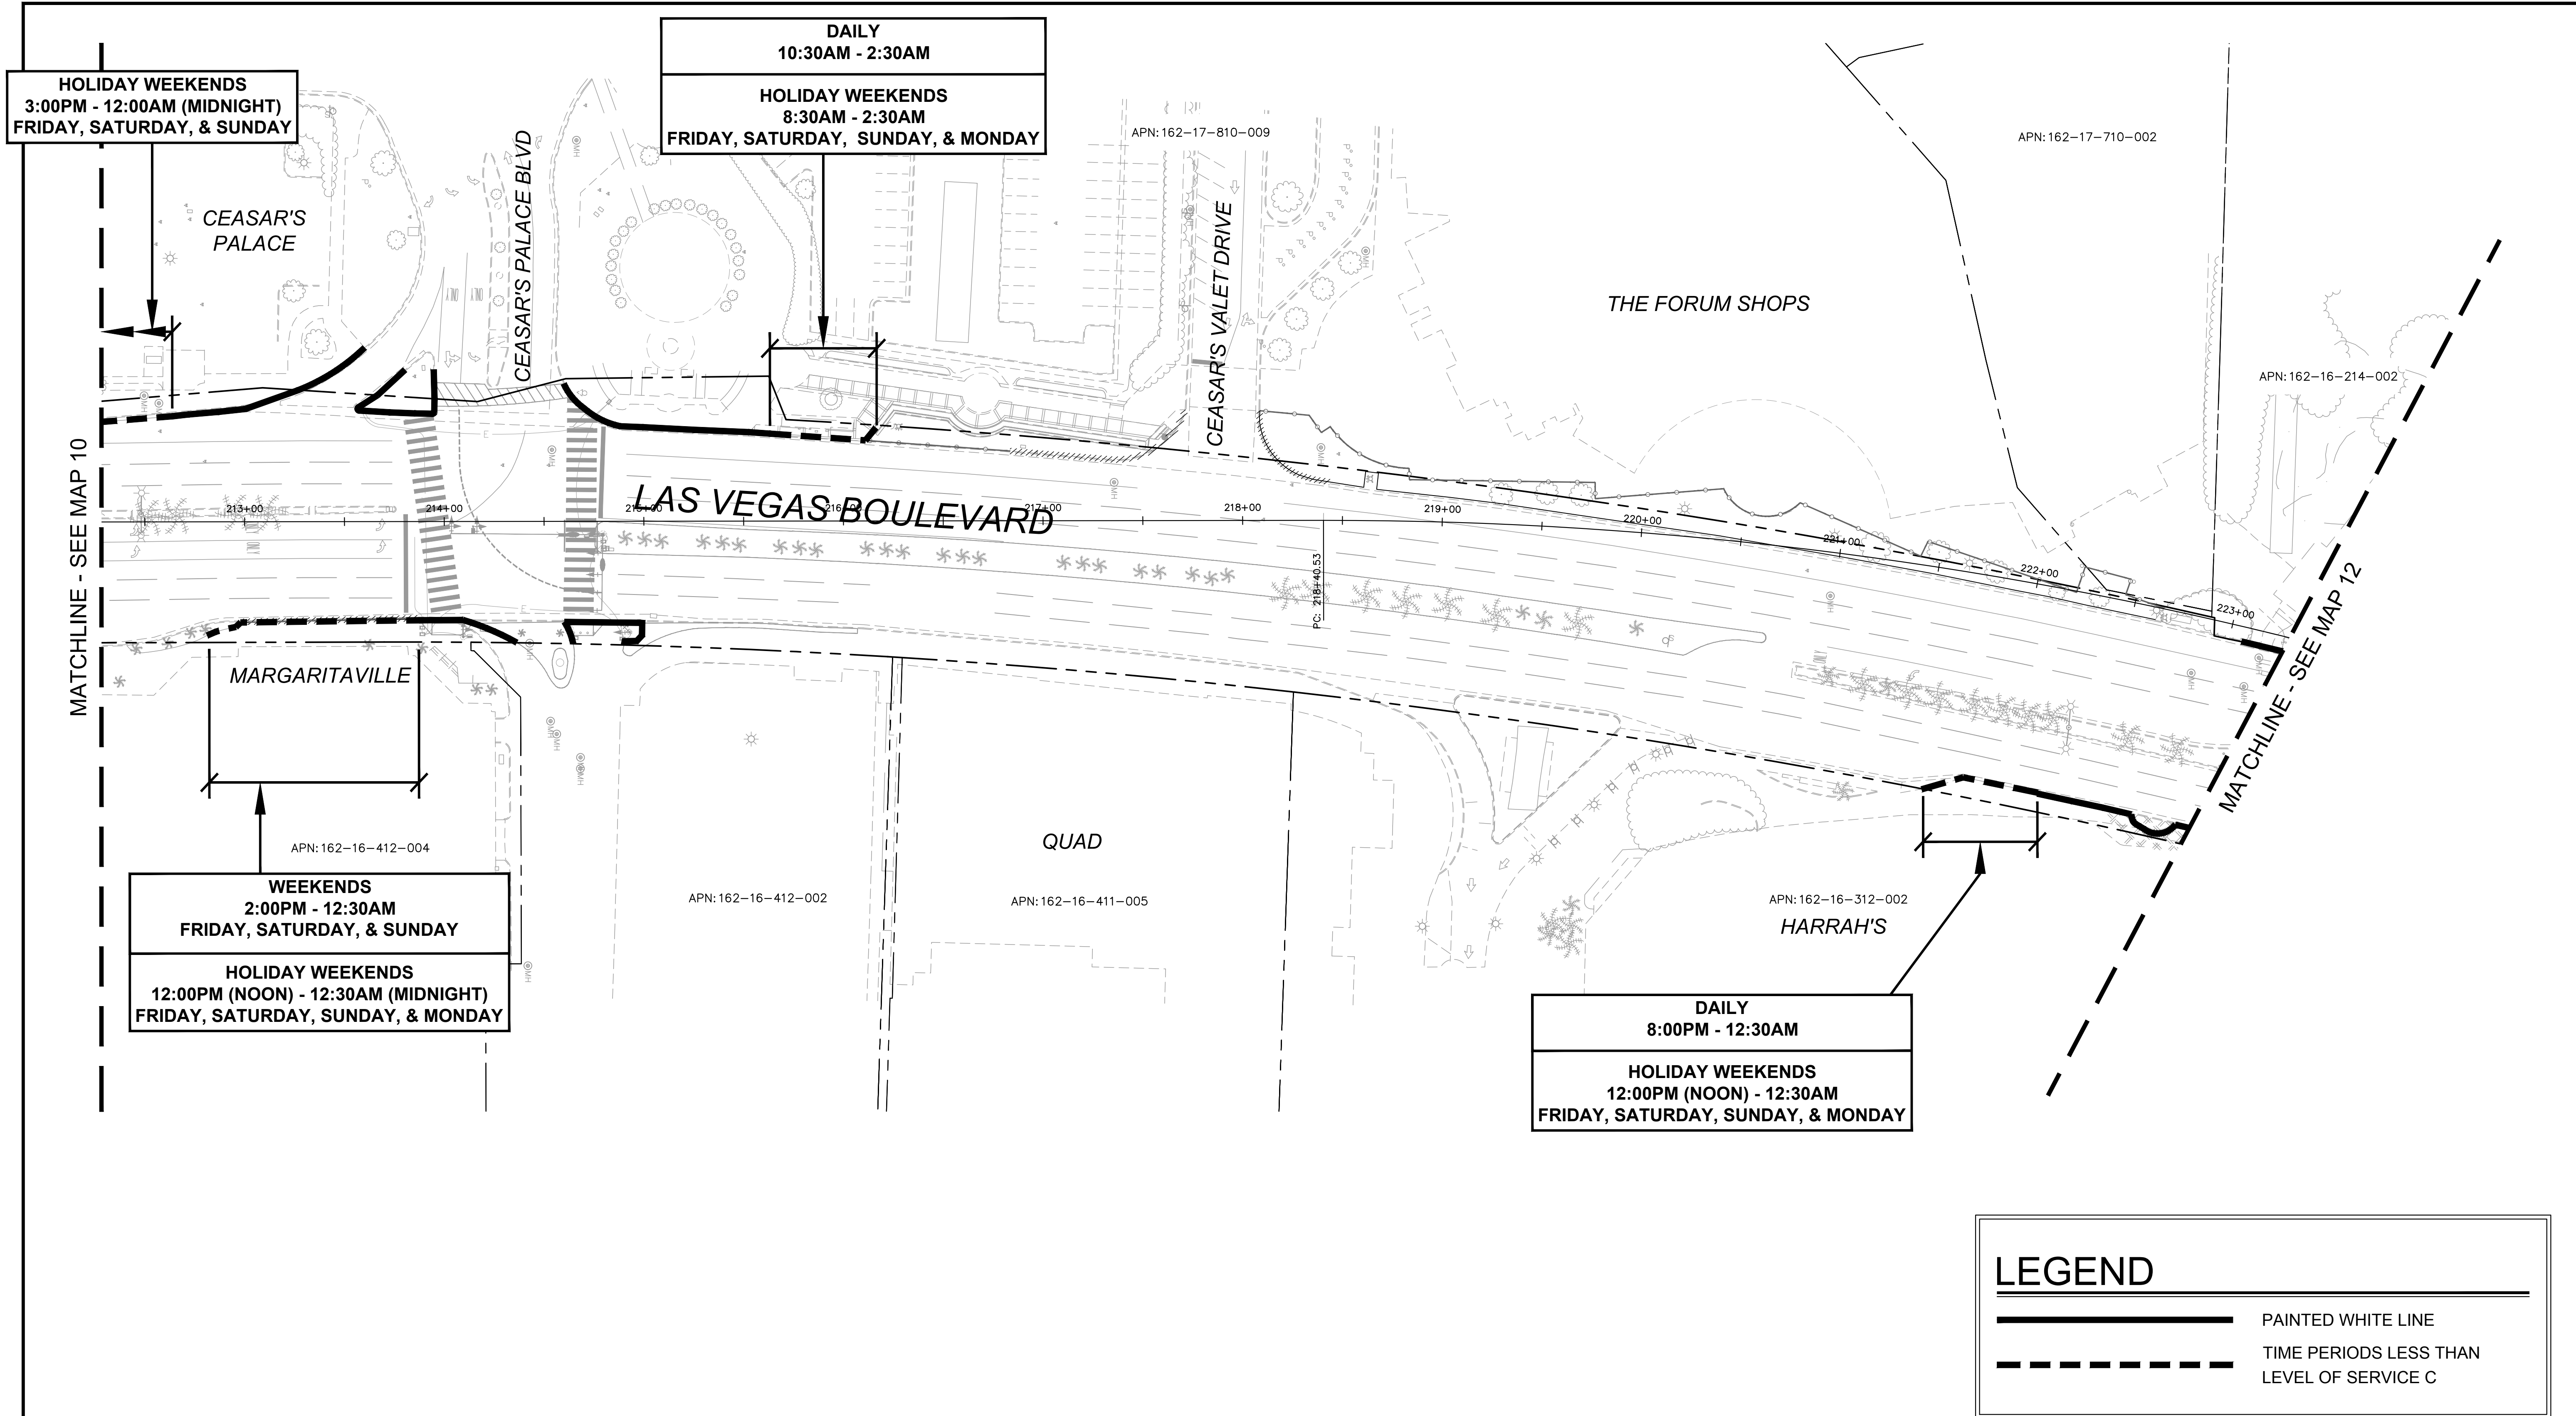 DAILY
10:30AM - 2:30AM
HOLIDAY WEEKENDS
8:30AM - 2:30AM
FRIDAY, SATURDAY,  SUNDAY, & MONDAY
HOLIDAY WEEKENDS
3:00PM - 12:00AM (MIDNIGHT)
FRIDAY, SATURDAY, & SUNDAY
APN:162-17-810-009
APN:162-17-710-002
CEASAR'S
PALACE
CEASAR'S PALACE BLVD
CEASAR'S VALET DRIVE
THE FORUM SHOPS
APN:162-16-214-002
MATCHLINE - SEE MAP 10
LAS VEGAS BOULEVARD
213+00
214+00
215+00
216+00
217+00
218+00
219+00
220+00
221+00
222+00
223+00
PC: 218+40.53
MATCHLINE - SEE MAP 12
MARGARITAVILLE
APN:162-16-412-004
WEEKENDS
2:00PM - 12:30AM
FRIDAY, SATURDAY, & SUNDAY
HOLIDAY WEEKENDS
12:00PM (NOON) - 12:30AM (MIDNIGHT)
FRIDAY, SATURDAY, SUNDAY, & MONDAY
APN:162-16-412-002
QUAD
APN:162-16-411-005
APN:162-16-312-002
HARRAH'S
DAILY
8:00PM - 12:30AM
HOLIDAY WEEKENDS
12:00PM (NOON) - 12:30AM
FRIDAY, SATURDAY, SUNDAY, & MONDAY
LEGEND
PAINTED WHITE LINE
TIME PERIODS LESS THAN
LEVEL OF SERVICE C